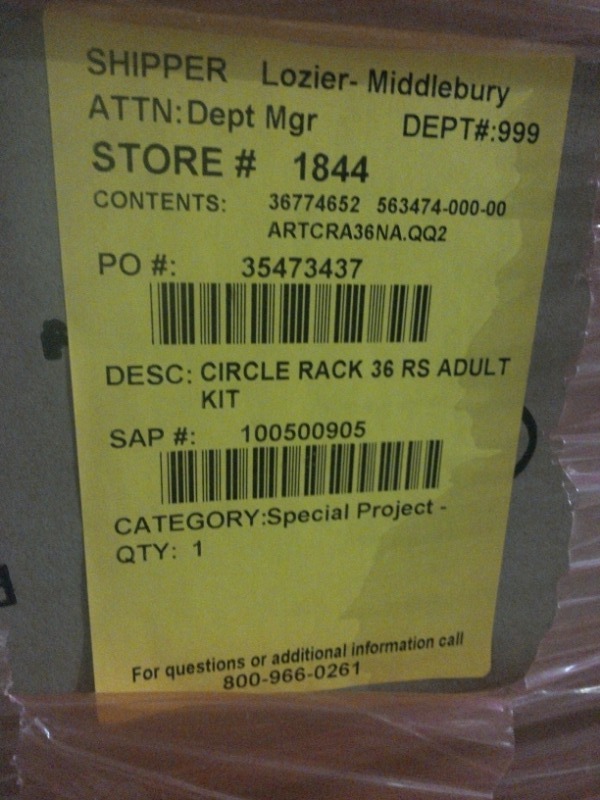 SHIPPER Lozier- Middlebury
ATTN:Dept Mgr DEPT#:999
STORE # 1844
CONTENTS: 36774652 563474-000-00
ARTCRA36NA.QQ2
PO #: 35473437
DESC: CIRCLE RACK 36 RS ADULT
KIT
SAP #: 100500905
CATEGORY:Special Project -
QTY: 1
For questions or additional information call
800-966-0261